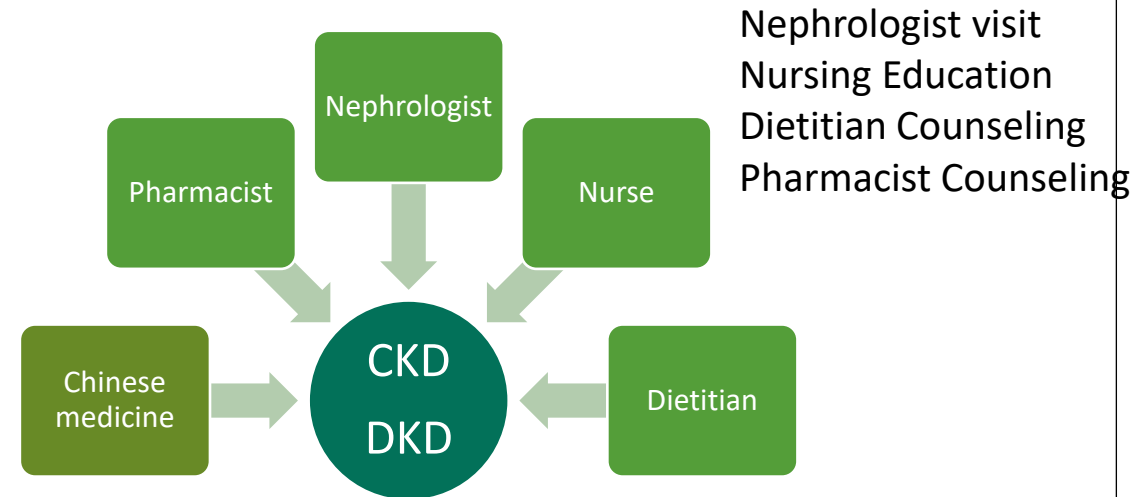 Nephrologist visit
Nursing Education
Dietitian Counseling
Pharmacist Counseling
Nephrologist
Pharmacist
Nurse
Chinese
medicine
CKD
DKD
Dietitian